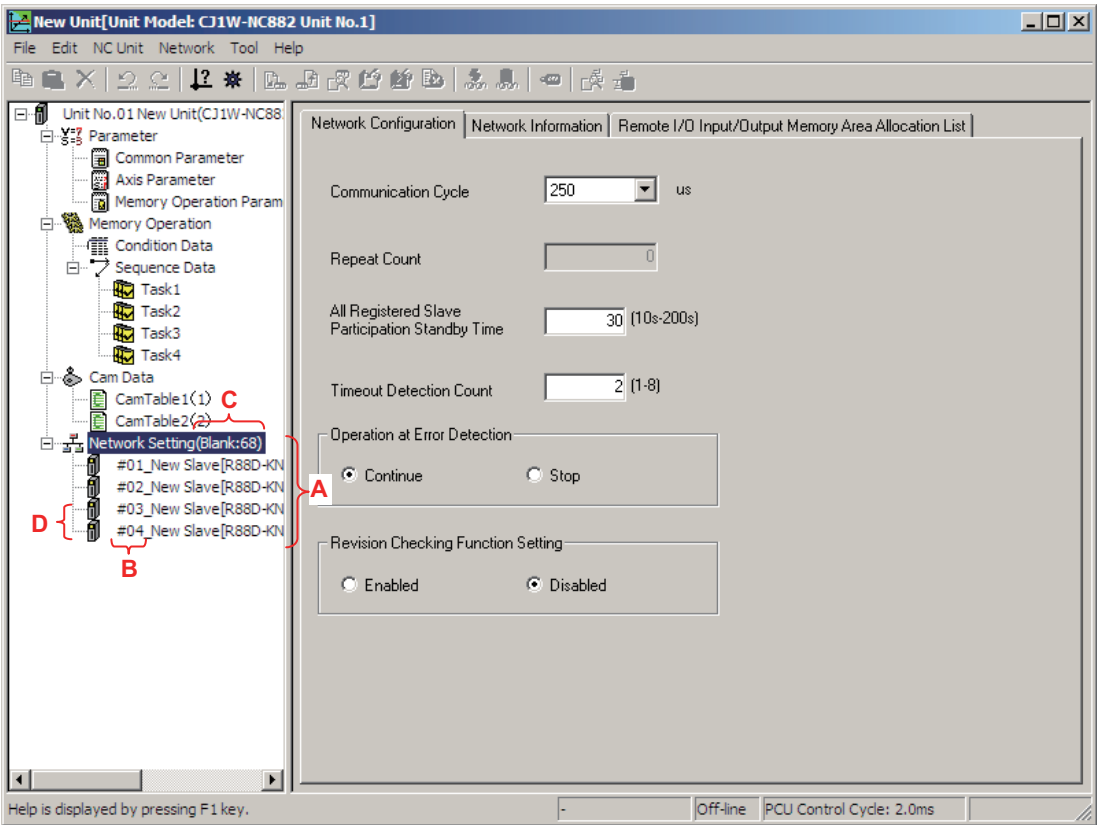 New Unit[Unit Model: CJ1W-NC882 Unit No.1]
File Edit NC Unit Network Tool Help
Unit No.01 New Unit(CJ1W-NC88
Parameter
Common Parameter
Axis Parameter
Memory Operation Param
Memory Operation
Condition Data
Sequence Data
Task1
Task2
Task3
Task4
Cam Data
CamTable1(1)
C
CamTable2(2)
Network Setting(Blank:68)
#01_New Slave[R88D-KN
#02_New Slave[R88D-KN
A
#03_New Slave[R88D-KN
D
#04_New Slave[R88D-KN
B
Network Configuration Network Information Remote I/O Input/Output Memory Area Allocation List
Communication Cycle 250 us
Repeat Count 0
All Registered Slave
Participation Standby Time 30 (10s-200s)
Timeout Detection Count 2 (1-8)
Operation at Error Detection
Continue Stop
Revision Checking Function Setting
Enabled Disabled
Help is displayed by pressing F1 key. - Off-line PCU Control Cycle: 2.0ms